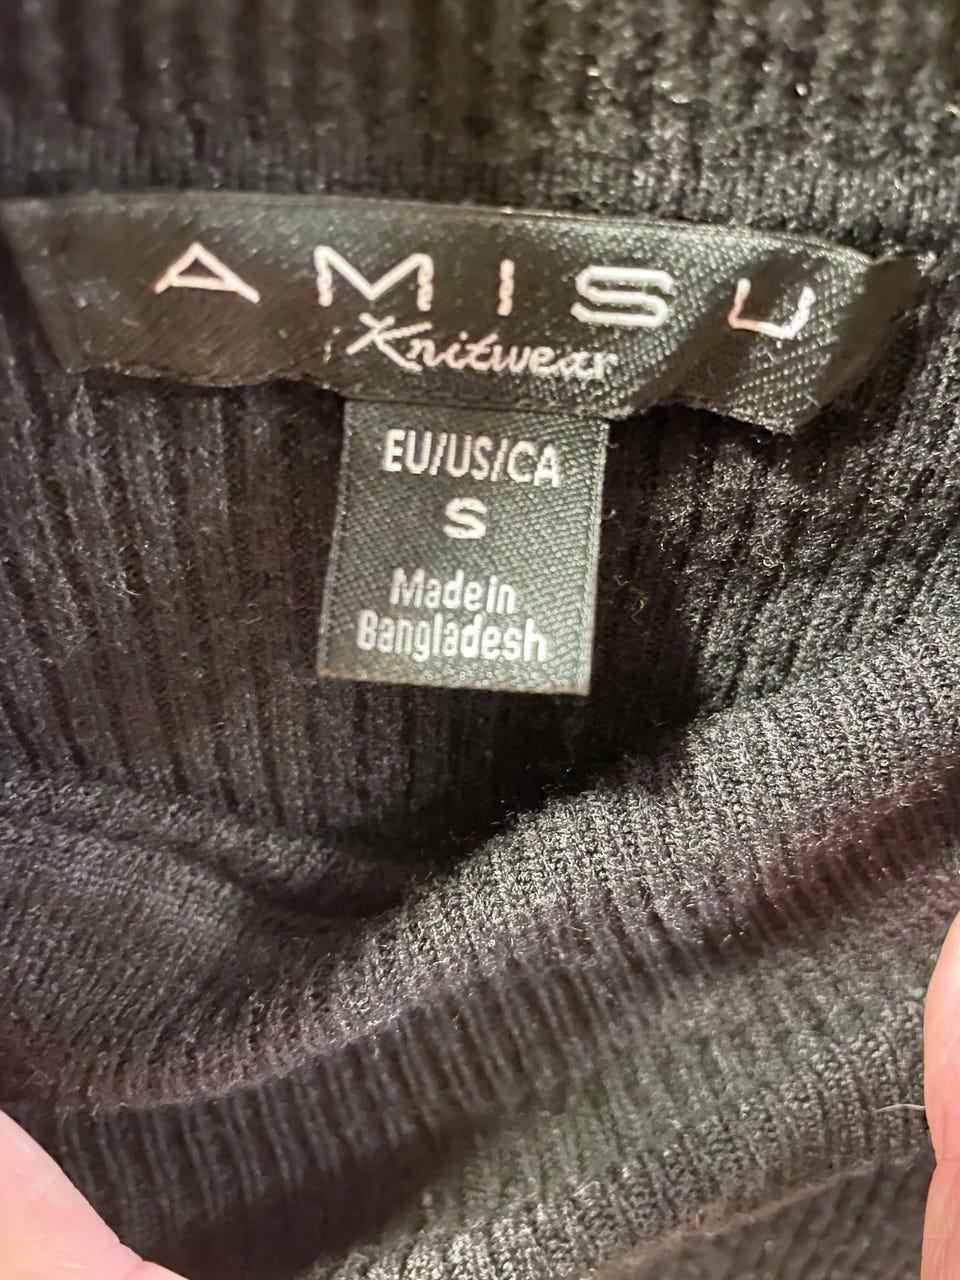 AMISU
Knitwear
EU/US/CA
S
Made in
Bangladesh